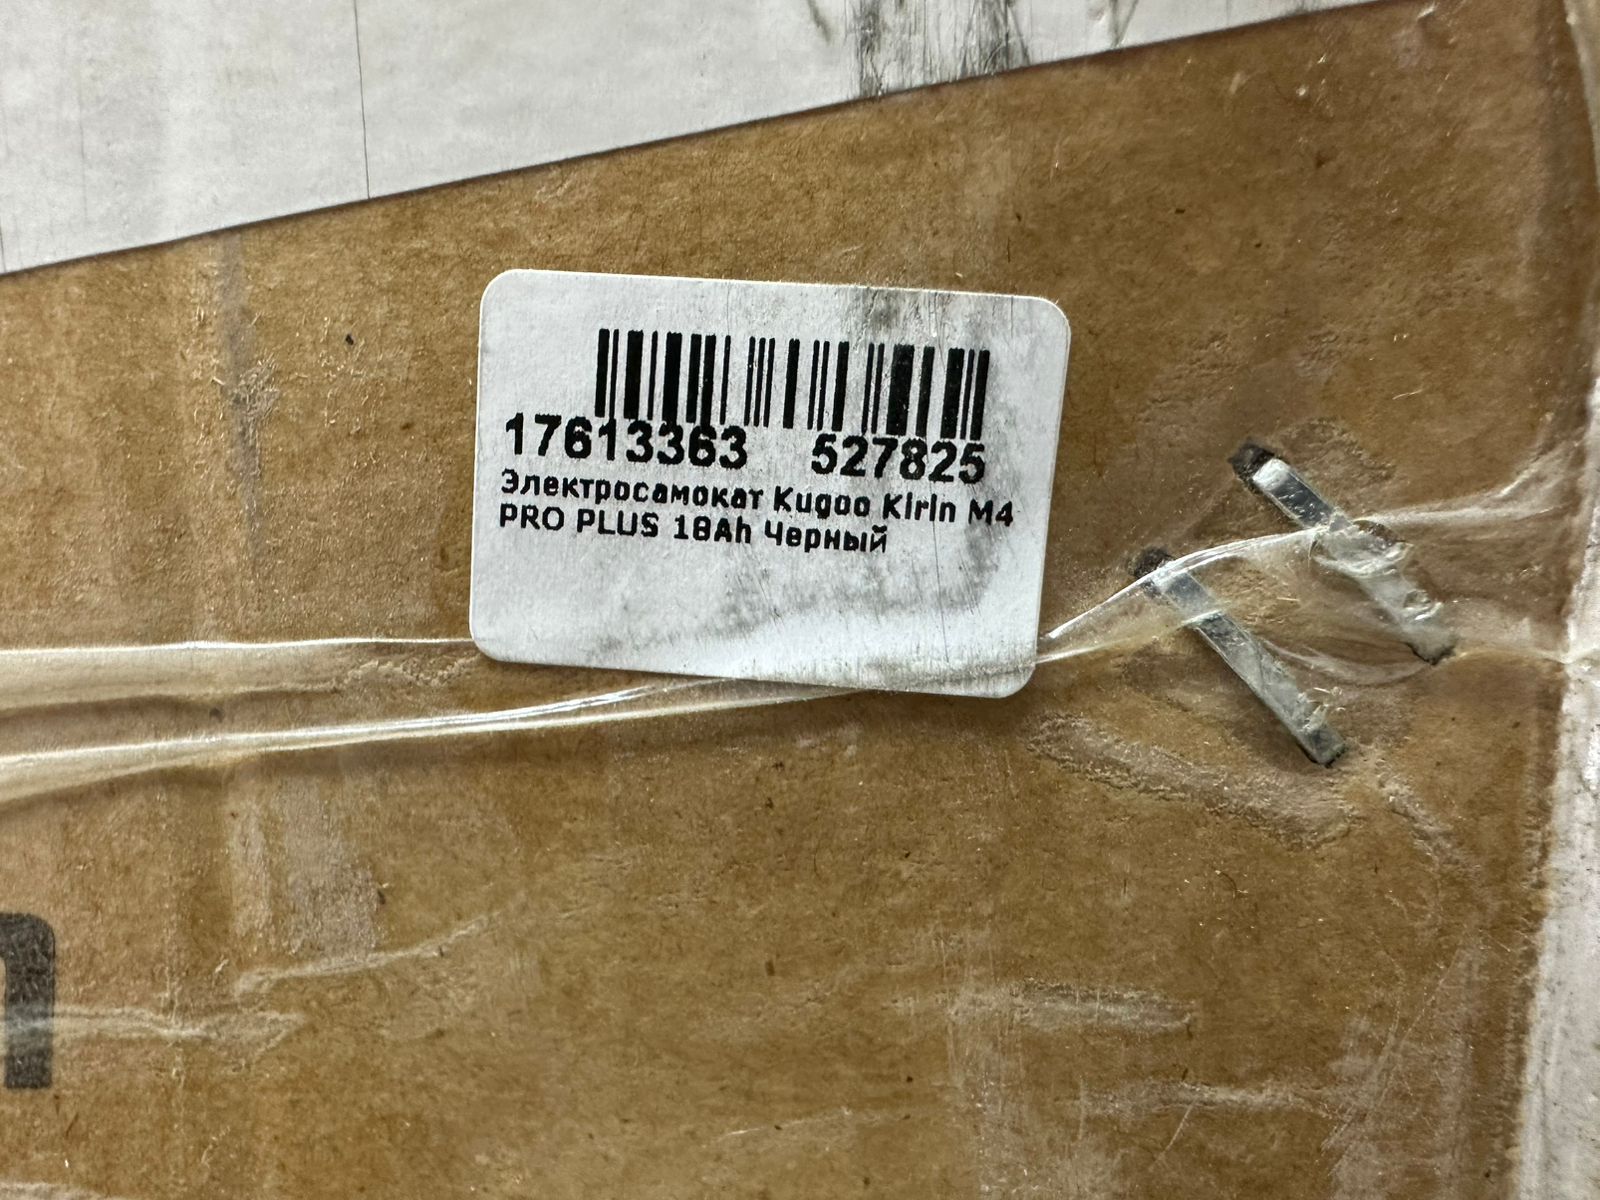 17613363 527825
Электросамокат Kugoo Kirin M4
PRO PLUS 18Ah Черный